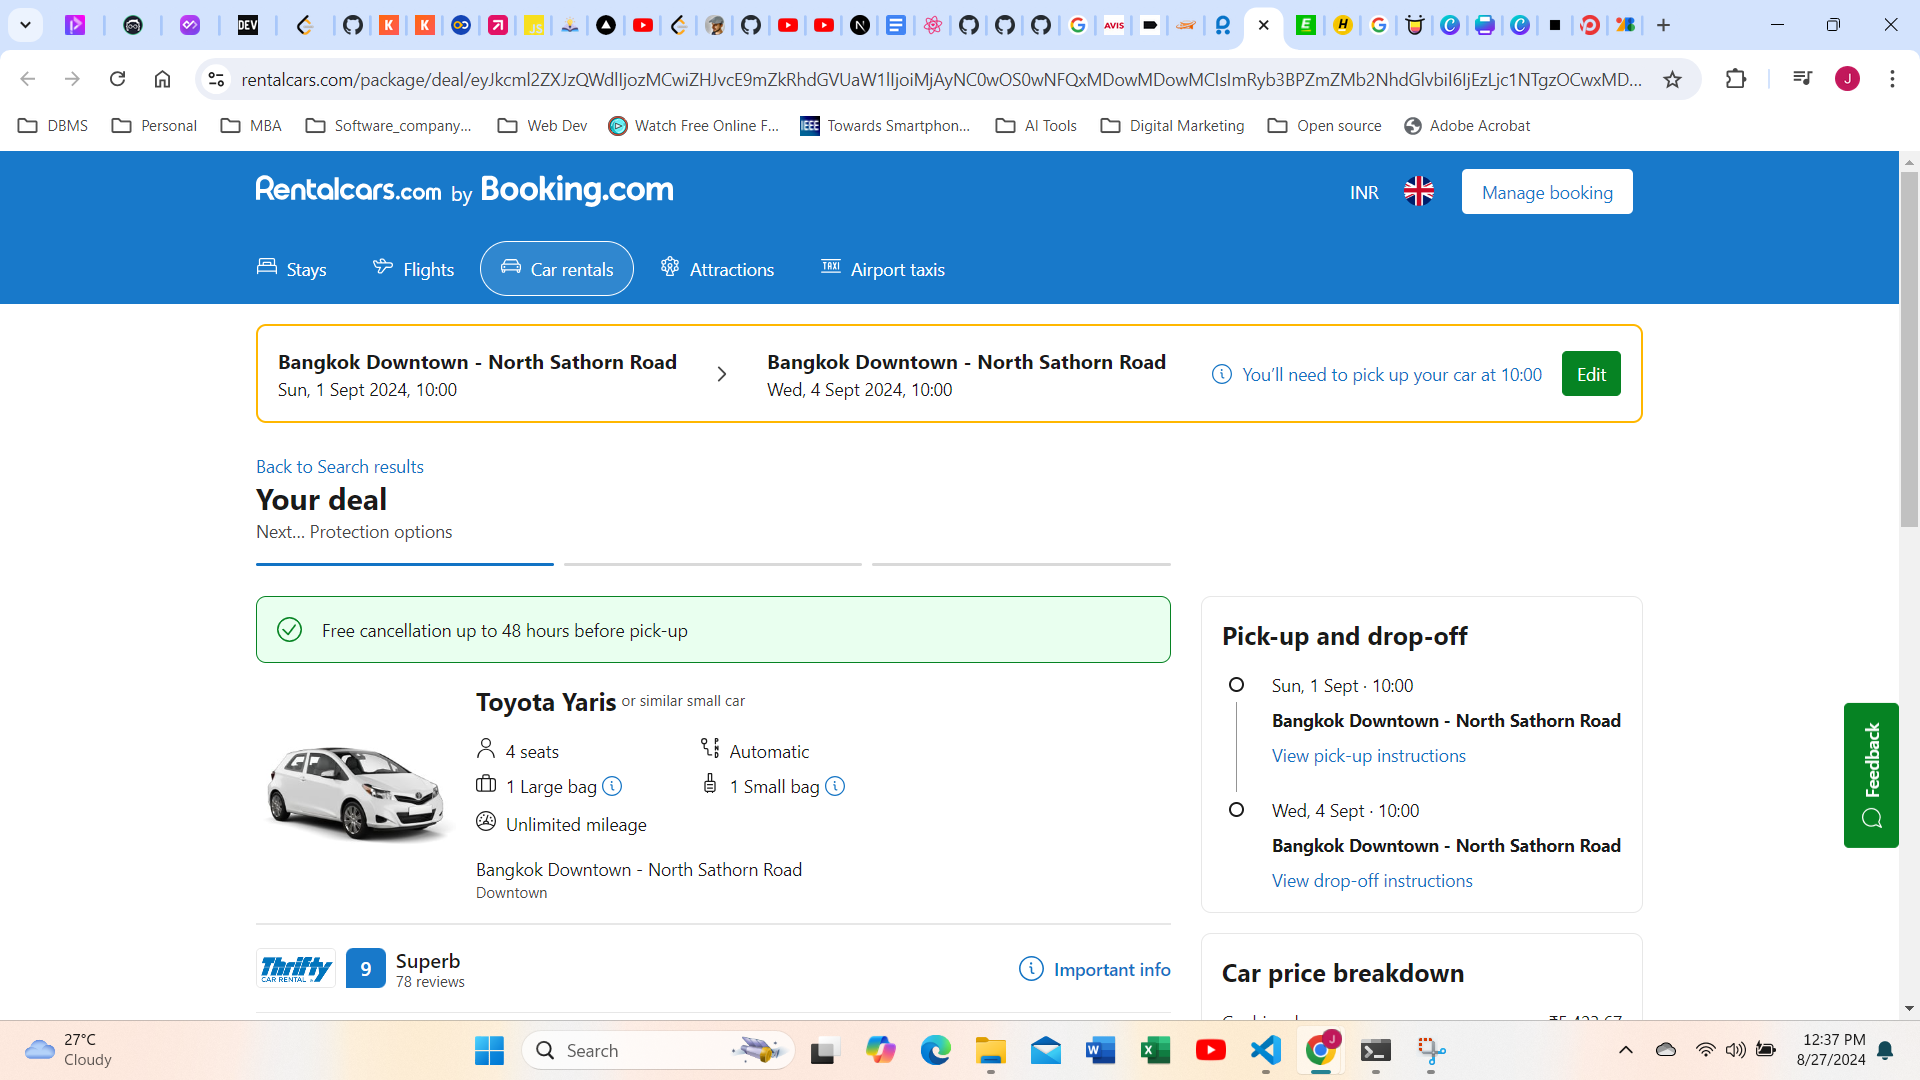 DEV
AVIS
rentalcars.com/package/deal/eyJkcml2ZXJzQWdlIjozMCwiZHJvcE9mZkRhdGVUaW1lIjoiMjAyNC0wOS0wNFQxMDowMDowMCIsImRyb3BPZmZMb2NhdGlvbiI6IjEzLjc1NTgzOCwxMD...
DBMS
Personal
MBA
Software_company...
Web Dev
Watch Free Online F...
IEEE
Towards Smartphon...
AI Tools
Digital Marketing
Open source
Adobe Acrobat
Rentalcars.com by Booking.com
INR
Manage booking
Stays
Flights
Car rentals
Attractions
TAXI Airport taxis
Bangkok Downtown - North Sathorn Road
Sun, 1 Sept 2024, 10:00
Bangkok Downtown - North Sathorn Road
Wed, 4 Sept 2024, 10:00
You’ll need to pick up your car at 10:00
Edit
Back to Search results
Your deal
Next... Protection options
Free cancellation up to 48 hours before pick-up
Toyota Yaris or similar small car
4 seats
Automatic
1 Large bag
1 Small bag
Unlimited mileage
Bangkok Downtown - North Sathorn Road
Downtown
Thrifty
CAR RENTAL
9
Superb
78 reviews
Important info
Pick-up and drop-off
Sun, 1 Sept · 10:00
Bangkok Downtown - North Sathorn Road
View pick-up instructions
Wed, 4 Sept · 10:00
Bangkok Downtown - North Sathorn Road
View drop-off instructions
Car price breakdown
Feedback
27°C
Cloudy
Search
12:37 PM
8/27/2024